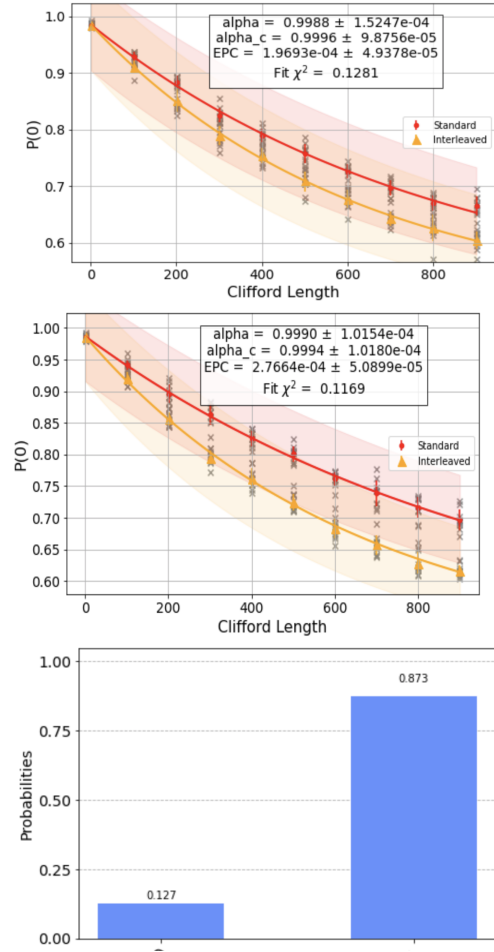 alpha = 0.9988 ± 1.5247e-04
alpha_c = 0.9996 ± 9.8756e-05
EPC = 1.9693e-04 ± 4.9378e-05
Fit χ² = 0.1281
Standard
Interleaved
P(0)
1.0
0.9
0.8
0.7
0.6
0 200 400 600 800
Clifford Length
alpha = 0.9990 ± 1.0154e-04
alpha_c = 0.9994 ± 1.0180e-04
EPC = 2.7664e-04 ± 5.0899e-05
Fit χ² = 0.1169
Standard
Interleaved
P(0)
1.00
0.95
0.90
0.85
0.80
0.75
0.70
0.65
0.60
0 200 400 600 800
Clifford Length
Probabilities
1.00
0.75
0.50
0.25
0.00
0.127
0.873